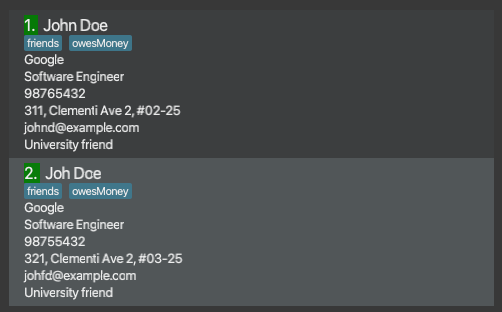 1. John Doe
friends owesMoney
Google
Software Engineer
98765432
311, Clementi Ave 2, #02-25
johnd@example.com
University friend
2. Joh Doe
friends owesMoney
Google
Software Engineer
98755432
321, Clementi Ave 2, #03-25
johfd@example.com
University friend